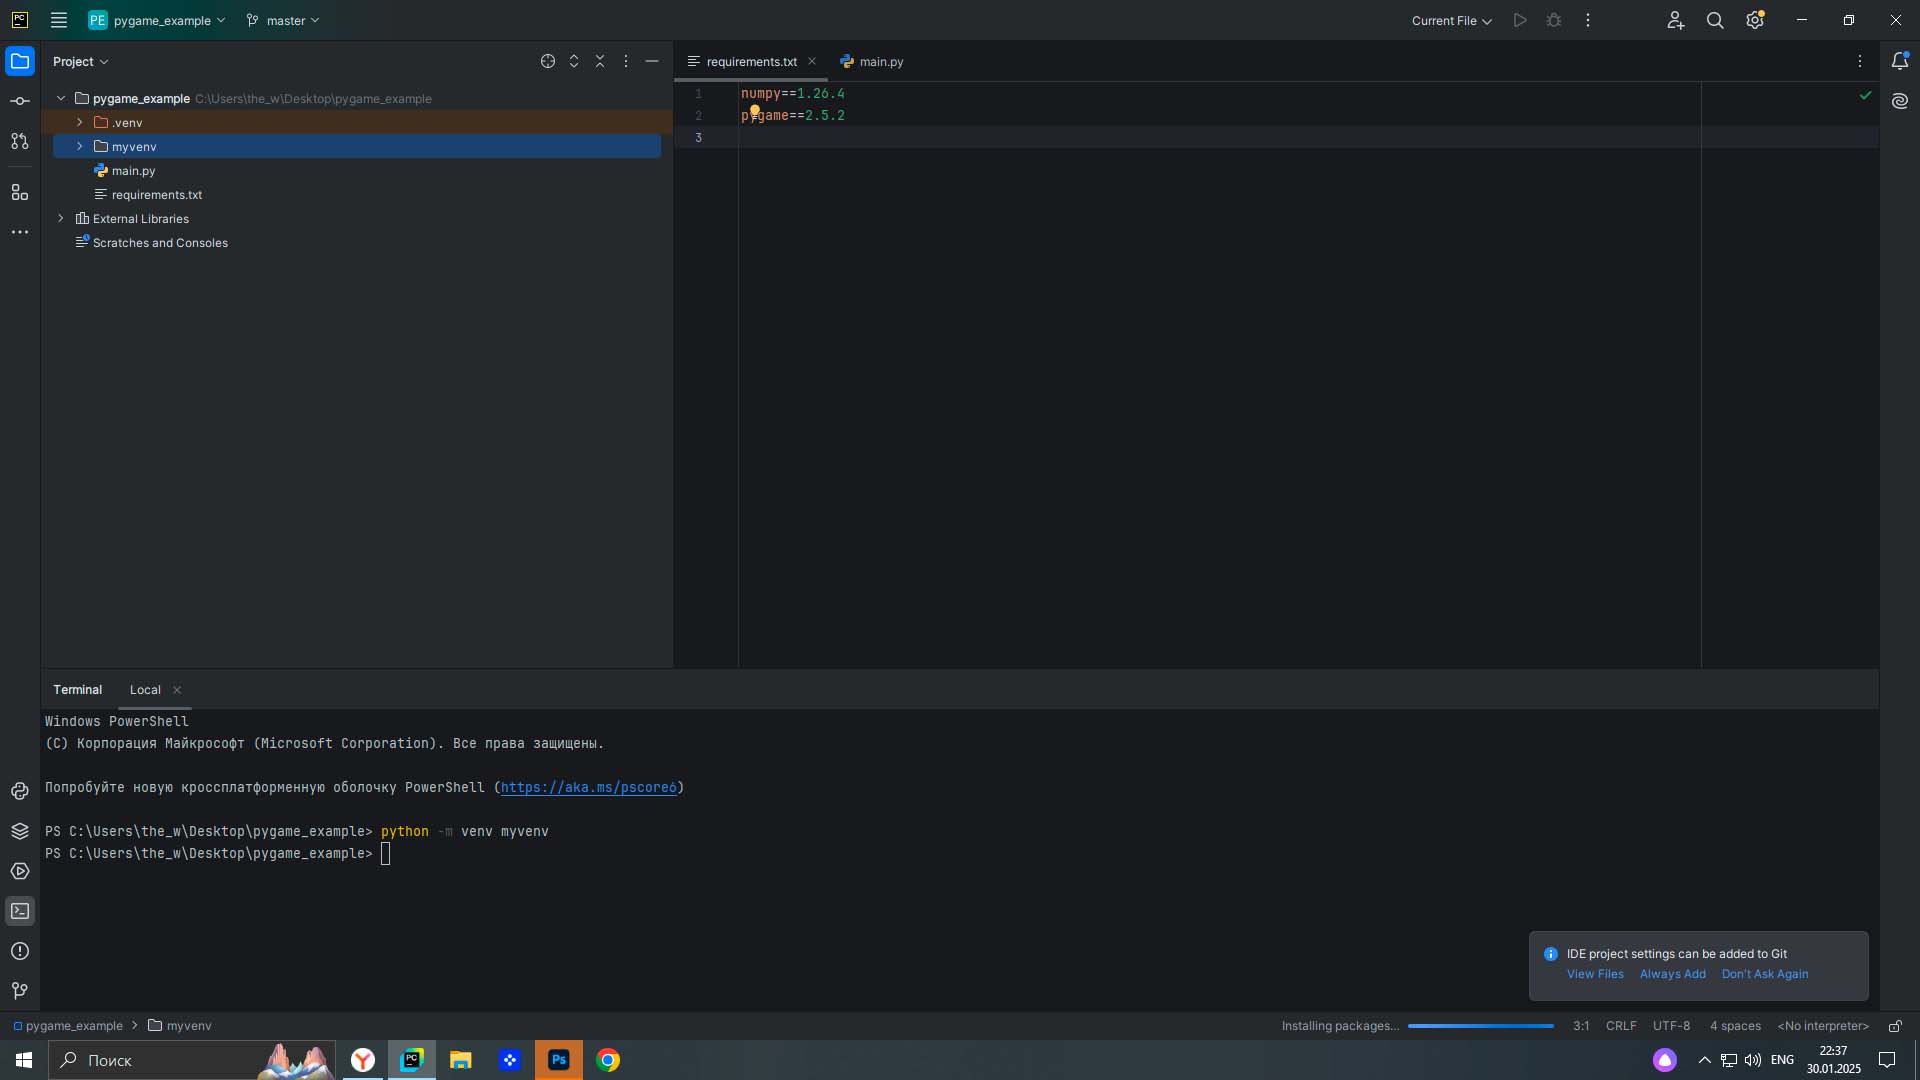 PC
PE pygame_example
master
Current File
Project
requirements.txt
main.py
pygame_example C:\Users\the_w\Desktop\pygame_example
.venv
myvenv
main.py
requirements.txt
External Libraries
Scratches and Consoles
1 numpy==1.26.4
2 pygame==2.5.2
3
Terminal
Local
Windows PowerShell
(C) Корпорация Майкрософт (Microsoft Corporation). Все права защищены.
Попробуйте новую кроссплатформенную оболочку PowerShell (https://aka.ms/pscore6)
PS C:\Users\the_w\Desktop\pygame_example> python -m venv myvenv
PS C:\Users\the_w\Desktop\pygame_example>
IDE project settings can be added to Git
View Files Always Add Don't Ask Again
pygame_example > myvenv
Installing packages...
3:1 CRLF UTF-8 4 spaces <No interpreter>
Поиск
Y
PC
Ps
ENG
22:37
30.01.2025